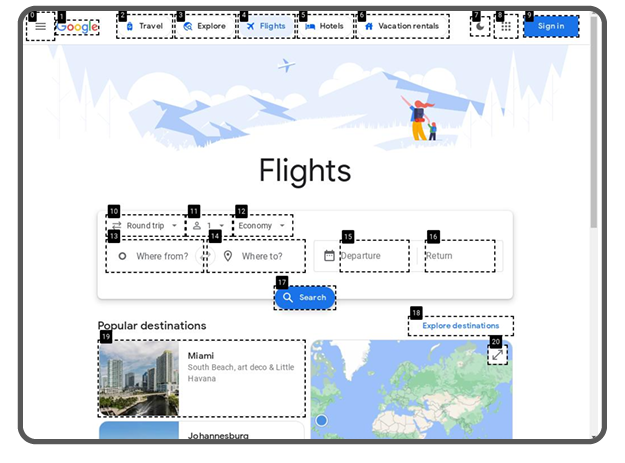 0 1 2 3 4 5 6 7 8 9
Google Travel Explore Flights Hotels Vacation rentals Sign in
Flights
10 11 12
Round trip 1 Economy
13 14 15 16
Where from? Where to? Departure Return
17
Search
18
Popular destinations Explore destinations
19 20
Miami
South Beach, art deco & Little
Havana
Johannesburg